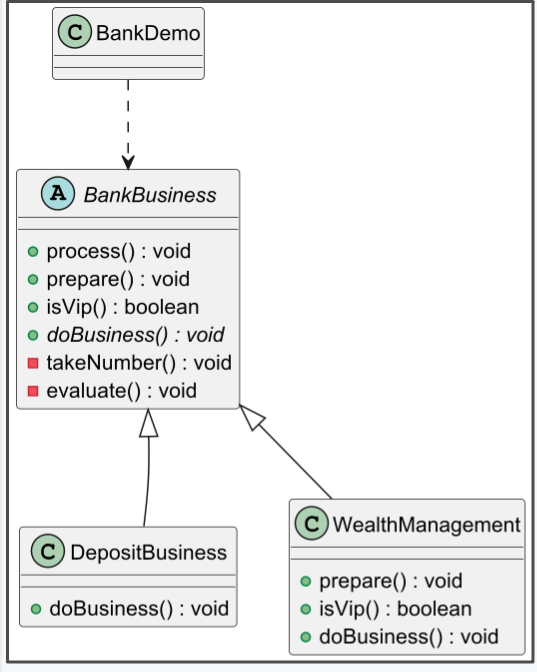 C BankDemo
A BankBusiness
process() : void
prepare() : void
isVip() : boolean
doBusiness() : void
takeNumber() : void
evaluate() : void
C DepositBusiness
doBusiness() : void
C WealthManagement
prepare() : void
isVip() : boolean
doBusiness() : void